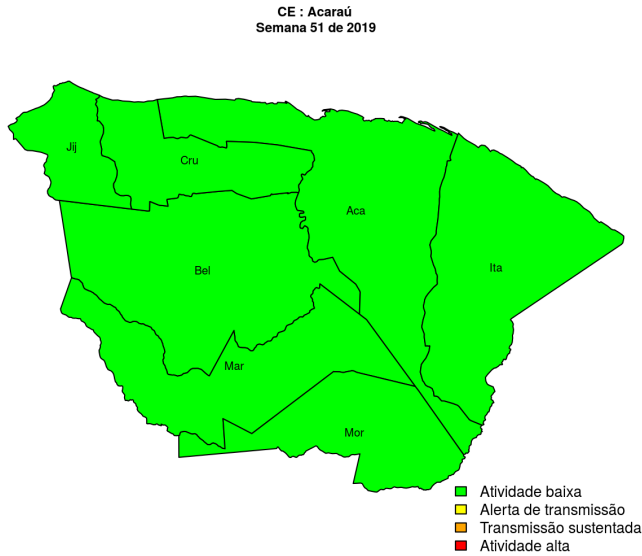 CE : Acaraú
Semana 51 de 2019
Jij
Cru
Aca
Bel
Ita
Mar
Mor
Atividade baixa
Alerta de transmissão
Transmissão sustentada
Atividade alta